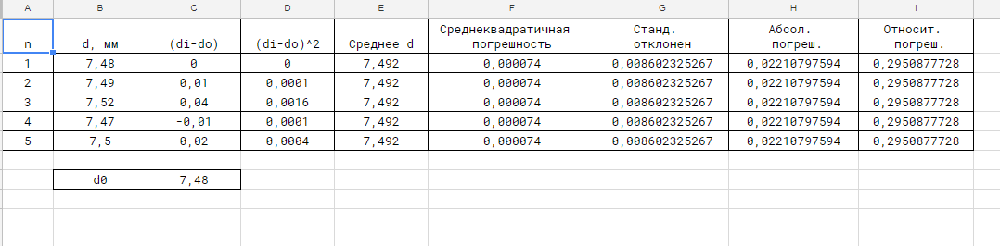 A B C D E F G H I
n d, мм (di-do) (di-do)^2 Среднее d Среднеквадратичная погрешность Станд. отклонен Абсол. погреш. Относит. погреш.
1 7,48 0 0 7,492 0,000074 0,008602325267 0,02210797594 0,2950877728
2 7,49 0,01 0,0001 7,492 0,000074 0,008602325267 0,02210797594 0,2950877728
3 7,52 0,04 0,0016 7,492 0,000074 0,008602325267 0,02210797594 0,2950877728
4 7,47 -0,01 0,0001 7,492 0,000074 0,008602325267 0,02210797594 0,2950877728
5 7,5 0,02 0,0004 7,492 0,000074 0,008602325267 0,02210797594 0,2950877728
d0 7,48